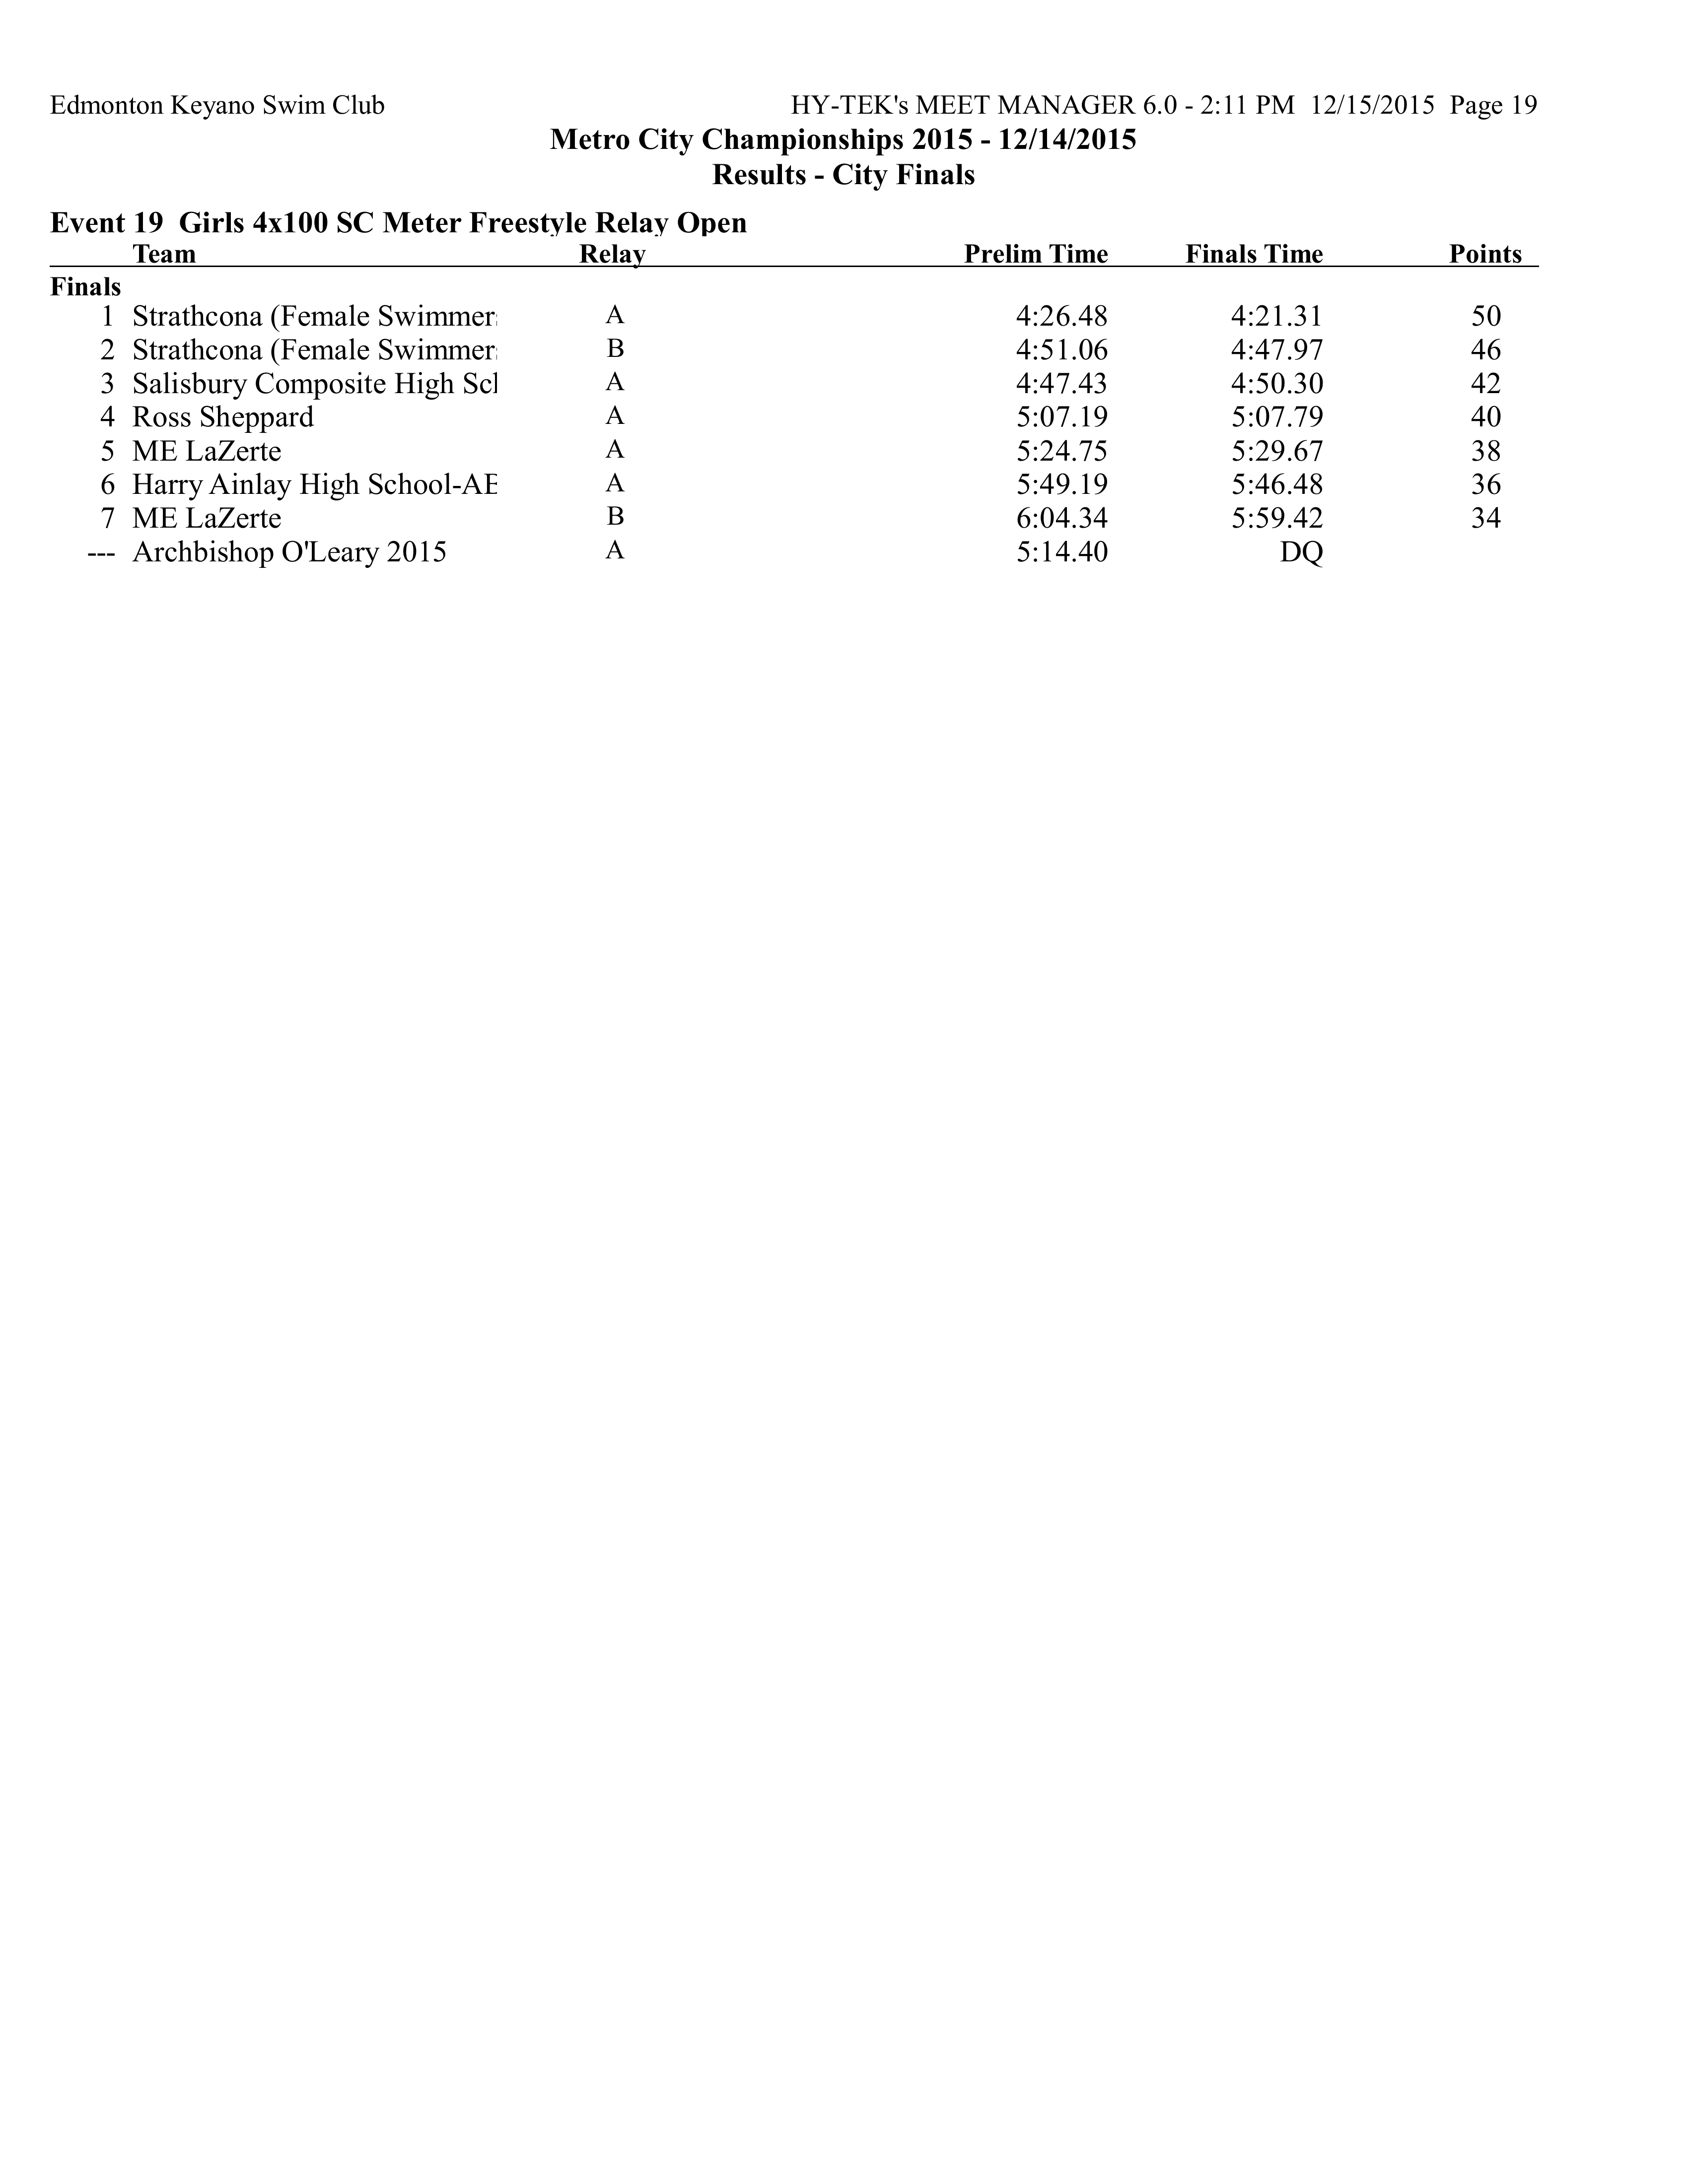 Edmonton Keyano Swim Club HY-TEK's MEET MANAGER 6.0 - 2:11 PM 12/15/2015 Page 19
Metro City Championships 2015 - 12/14/2015
Results - City Finals
Event 19 Girls 4x100 SC Meter Freestyle Relay Open
Team Relay Prelim Time Finals Time Points
Finals
1 Strathcona (Female Swimmers A 4:26.48 4:21.31 50
2 Strathcona (Female Swimmers B 4:51.06 4:47.97 46
3 Salisbury Composite High Scl A 4:47.43 4:50.30 42
4 Ross Sheppard A 5:07.19 5:07.79 40
5 ME LaZerte A 5:24.75 5:29.67 38
6 Harry Ainlay High School-AB A 5:49.19 5:46.48 36
7 ME LaZerte B 6:04.34 5:59.42 34
--- Archbishop O'Leary 2015 A 5:14.40 DQ